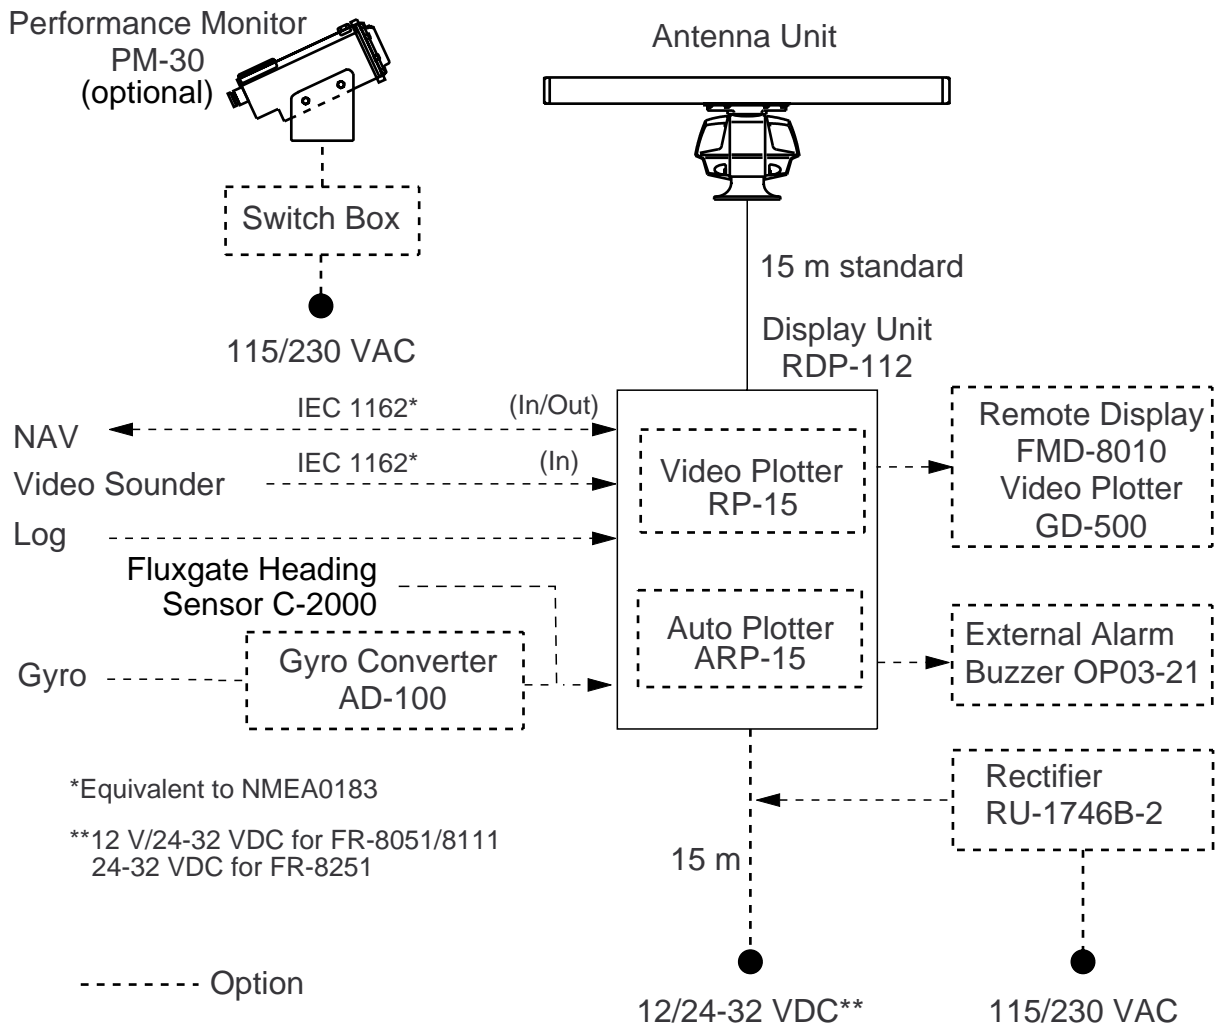 Performance Monitor
PM-30
(optional)
Antenna Unit
Switch Box
15 m standard
115/230 VAC
Display Unit
RDP-112
IEC 1162*
(In/Out)
NAV
IEC 1162*
(In)
Video Sounder
Log
Video Plotter
RP-15
Remote Display
FMD-8010
Video Plotter
GD-500
Fluxgate Heading
Sensor C-2000
Auto Plotter
ARP-15
External Alarm
Buzzer OP03-21
Gyro
Gyro Converter
AD-100
Rectifier
RU-1746B-2
*Equivalent to NMEA0183
**12 V/24-32 VDC for FR-8051/8111
24-32 VDC for FR-8251
15 m
Option
12/24-32 VDC**
115/230 VAC